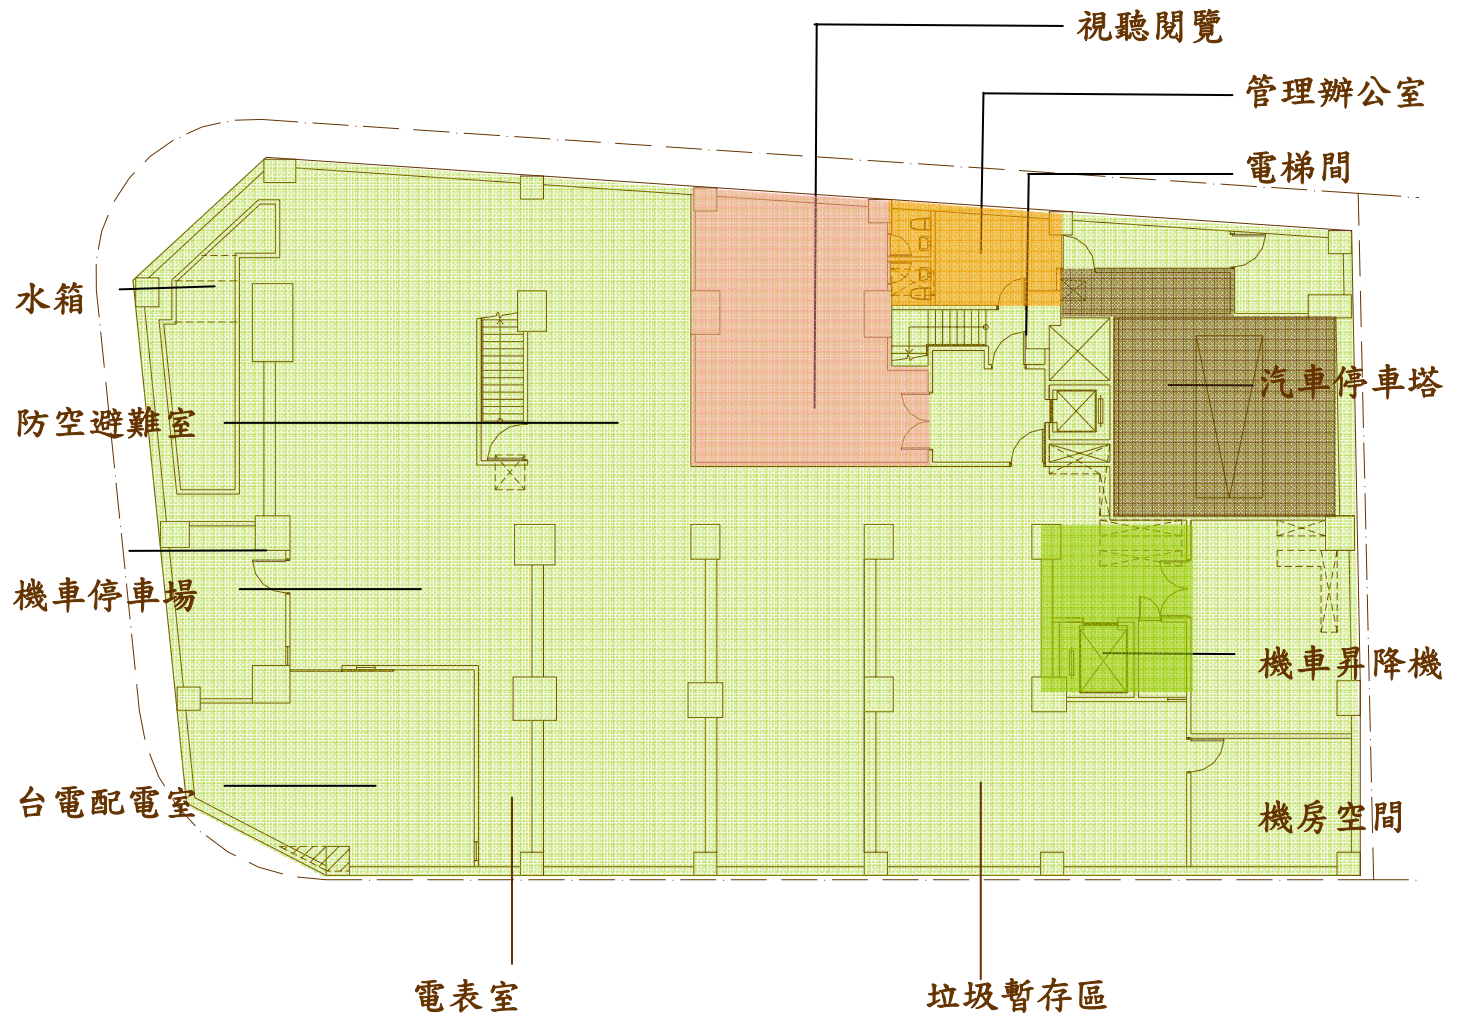 視聽閱覽
管理辦公室
電梯間
水箱
汽車停車塔
防空避難室
機車停車場
機車昇降機
台電配電室
機房空間
電表室
垃圾暫存區